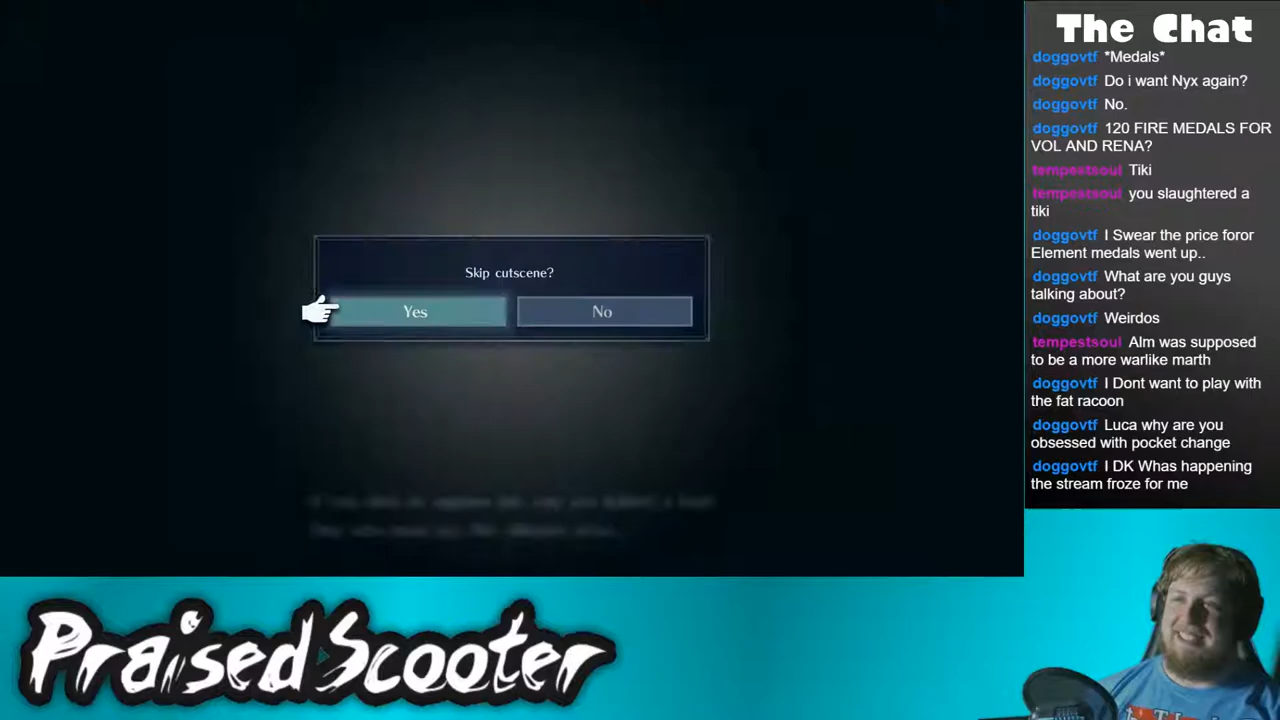 The Chat
doggovtf *Medals*
doggovtf Do i want Nyx again?
doggovtf No.
doggovtf 120 FIRE MEDALS FOR
VOL AND RENA?
tempestsoul Tiki
tempestsoul you slaughtered a
tiki
doggovtf I Swear the price foror
Element medals went up..
doggovtf What are you guys
talking about?
doggovtf Weirdos
tempestsoul Alm was supposed
to be a more warlike marth
doggovtf I Dont want to play with
the fat racoon
doggovtf Luca why are you
obsessed with pocket change
doggovtf I DK Whas happening
the stream froze for me
Skip cutscene?
Yes
No
PraisedScooter